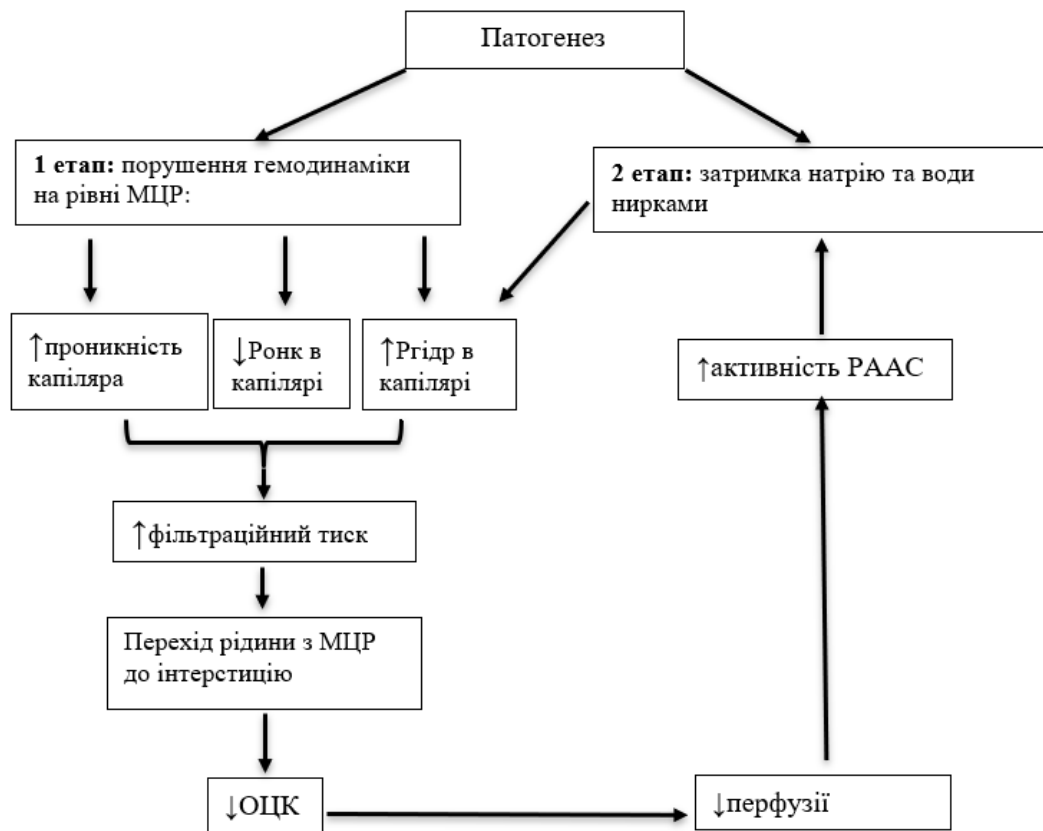 Патогенез
1 етап: порушення гемодинаміки
на рівні МЦР:
2 етап: затримка натрію та води
нирками
↑проникність
капіляра
↓Ронк в
капілярі
↑Ргідр в
капілярі
↑активність РААС
↑фільтраційний тиск
Перехід рідини з МЦР
до інтерстицію
↓ОЦК
↓перфузії